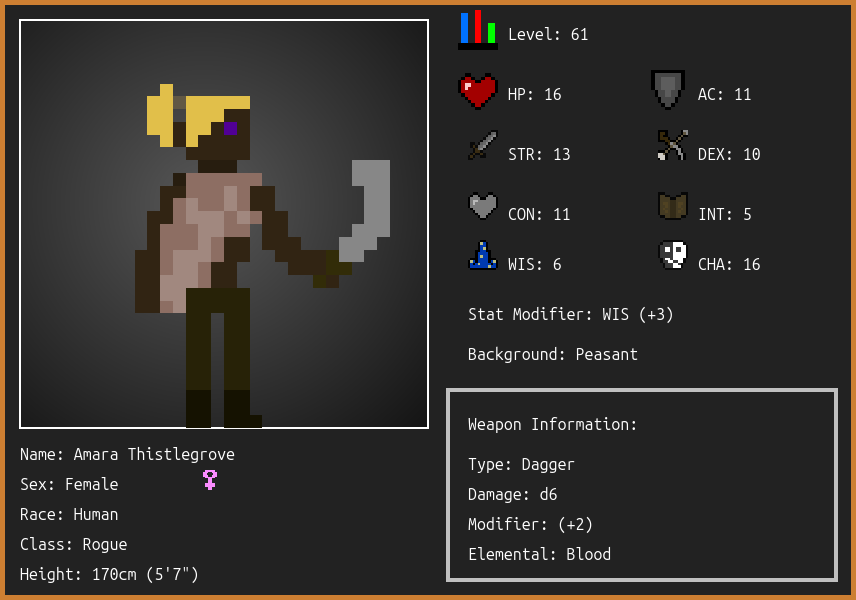 Level: 61
HP: 16
AC: 11
STR: 13
DEX: 10
CON: 11
INT: 5
WIS: 6
CHA: 16
Stat Modifier: WIS (+3)
Background: Peasant
Weapon Information:
Type: Dagger
Damage: d6
Modifier: (+2)
Elemental: Blood
Name: Amara Thistlegrove
Sex: Female
Race: Human
Class: Rogue
Height: 170cm (5'7")